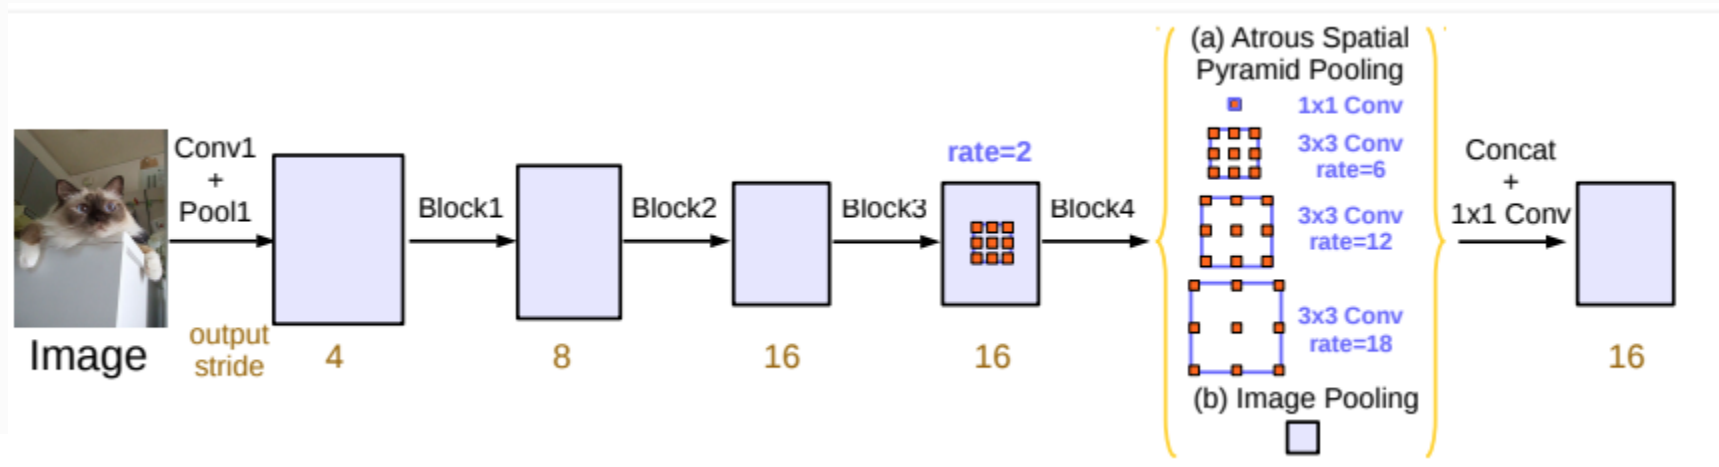 Image
Conv1
+
Pool1
output
stride
4
Block1
8
Block2
16
Block3
rate=2
16
Block4
(a) Atrous Spatial
Pyramid Pooling
1x1 Conv
3x3 Conv
rate=6
3x3 Conv
rate=12
3x3 Conv
rate=18
(b) Image Pooling
Concat
+
1x1 Conv
16